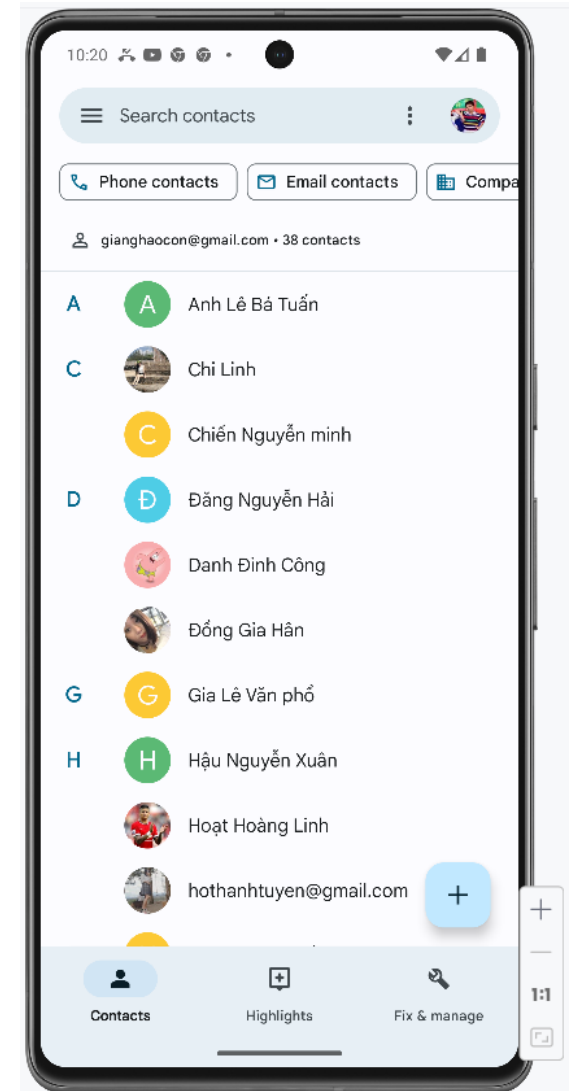 10:20
Search contacts
Phone contacts Email contacts Compa
gianghaocon@gmail.com • 38 contacts
A A Anh Lê Bá Tuấn
C Chi Linh
C Chiến Nguyễn minh
D Đ Đăng Nguyễn Hải
Danh Đinh Công
Đồng Gia Hân
G G Gia Lê Văn phổ
H H Hậu Nguyễn Xuân
Hoạt Hoàng Linh
hothanhtuyen@gmail.com
Contacts Highlights Fix & manage
1:1